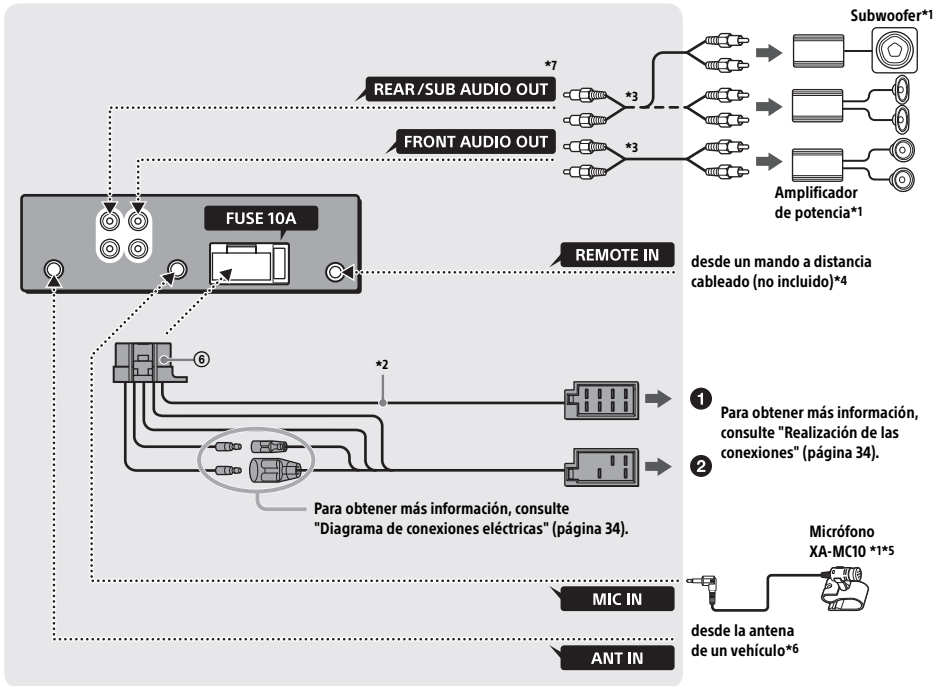 Subwoofer*1
*7
REAR/SUB AUDIO OUT
*3
FRONT AUDIO OUT
*3
Amplificador
de potencia*1
FUSE 10A
REMOTE IN
desde un mando a distancia
cableado (no incluido)*4
⑥
*2
❶
Para obtener más información,
consulte "Realización de las
conexiones" (página 34).
❷
Para obtener más información, consulte
"Diagrama de conexiones eléctricas" (página 34).
Micrófono
XA-MC10 *1*5
MIC IN
desde la antena
de un vehículo*6
ANT IN